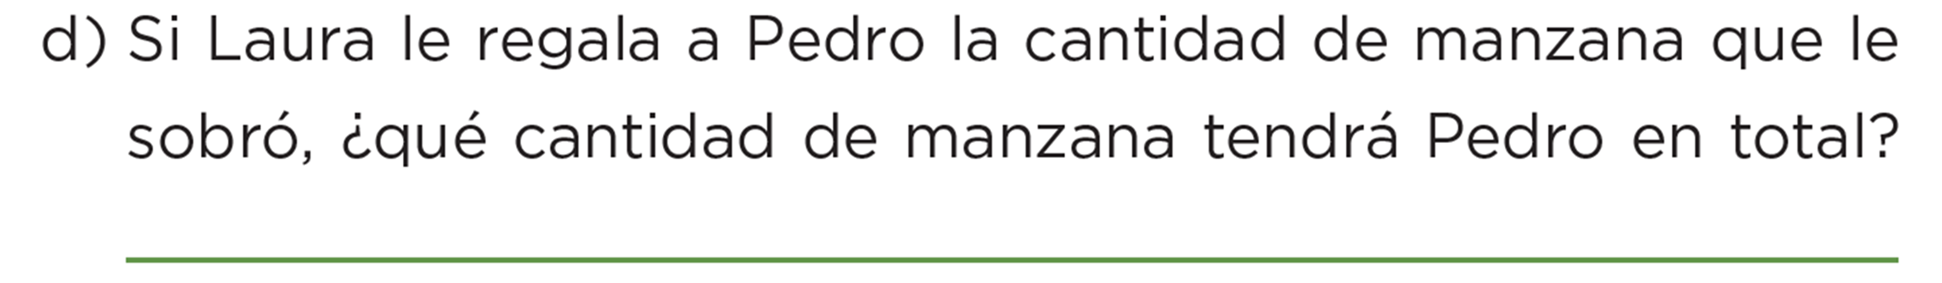 d) Si Laura le regala a Pedro la cantidad de manzana que le
sobró, ¿qué cantidad de manzana tendrá Pedro en total?